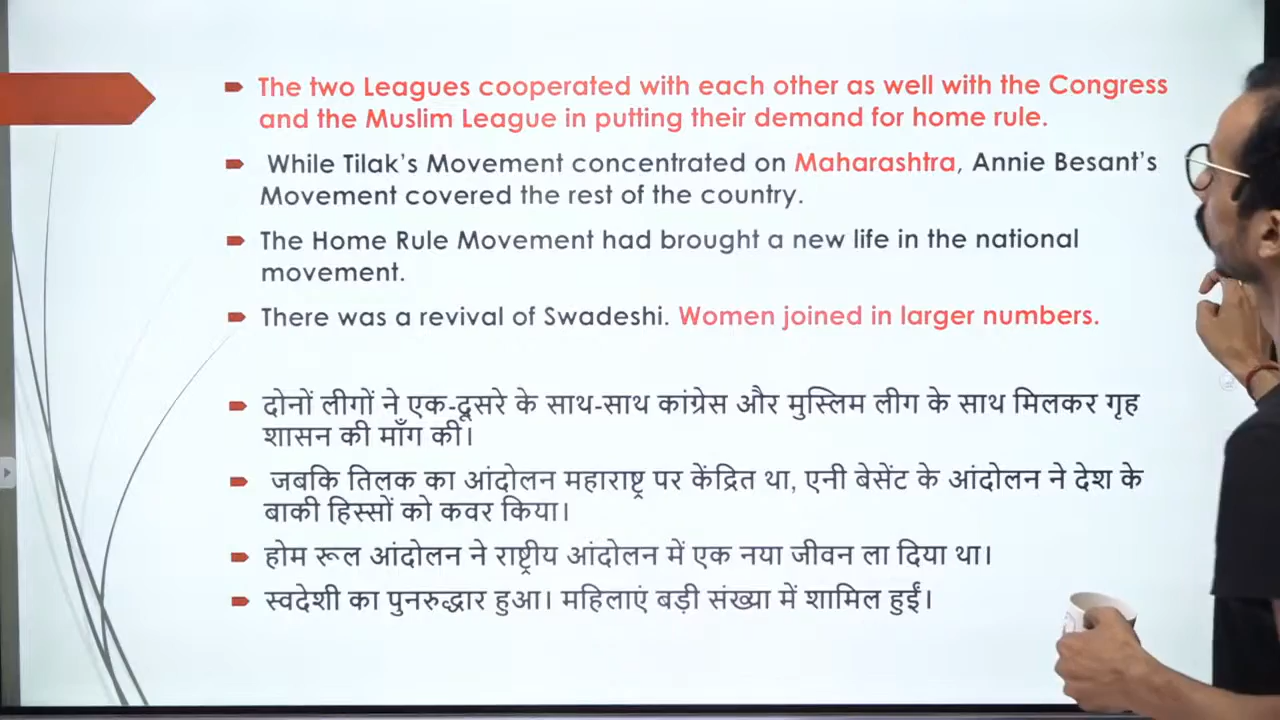 The two Leagues cooperated with each other as well with the Congress
and the Muslim League in putting their demand for home rule.
While Tilak's Movement concentrated on Maharashtra, Annie Besant's
Movement covered the rest of the country.
The Home Rule Movement had brought a new life in the national
movement.
There was a revival of Swadeshi. Women joined in larger numbers.
दोनों लीगों ने एक-दूसरे के साथ-साथ कांग्रेस और मुस्लिम लीग के साथ मिलकर गृह
शासन की माँग की।
जबकि तिलक का आंदोलन महाराष्ट्र पर केंद्रित था, एनी बेसेंट के आंदोलन ने देश के
बाकी हिस्सों को कवर किया।
होम रूल आंदोलन ने राष्ट्रीय आंदोलन में एक नया जीवन ला दिया था।
स्वदेशी का पुनरुद्धार हुआ। महिलाएं बड़ी संख्या में शामिल हुईं।